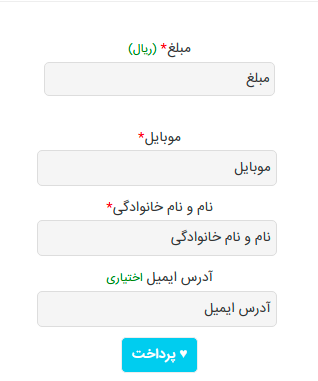 مبلغ* (ریال)
مبلغ
موبایل*
موبایل
نام و نام خانوادگی*
نام و نام خانوادگی
آدرس ایمیل اختیاری
آدرس ایمیل
♥ پرداخت